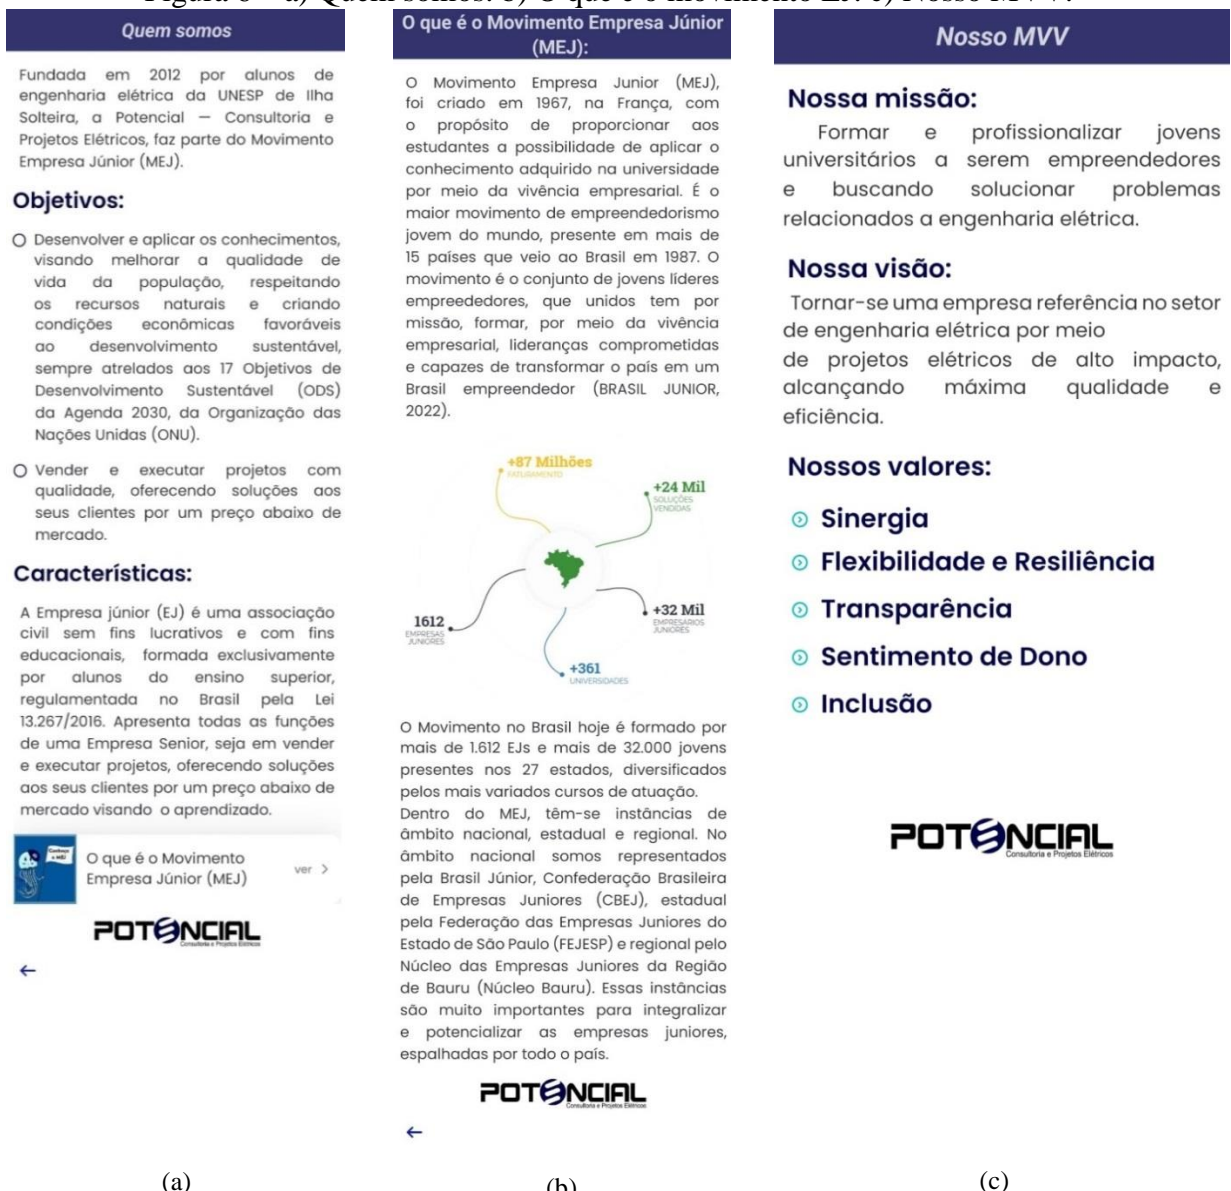 Figura 6 – a) Quem somos. b) O que é o movimento EJ. c) Nosso MVV.
Quem somos
Fundada em 2012 por alunos de
engenharia elétrica da UNESP de Ilha
Solteira, a Potencial — Consultoria e
Projetos Elétricos, faz parte do Movimento
Empresa Júnior (MEJ).
Objetivos:
Desenvolver e aplicar os conhecimentos,
visando melhorar a qualidade de
vida da população, respeitando
os recursos naturais e criando
condições econômicas favoráveis
ao desenvolvimento sustentável,
sempre atrelados aos 17 Objetivos de
Desenvolvimento Sustentável (ODS)
da Agenda 2030, da Organização das
Nações Unidas (ONU).
Vender e executar projetos com
qualidade, oferecendo soluções aos
seus clientes por um preço abaixo de
mercado.
Características:
A Empresa júnior (EJ) é uma associação
civil sem fins lucrativos e com fins
educacionais, formada exclusivamente
por alunos do ensino superior,
regulamentada no Brasil pela Lei
13.267/2016. Apresenta todas as funções
de uma Empresa Senior, seja em vender
e executar projetos, oferecendo soluções
aos seus clientes por um preço abaixo de
mercado visando o aprendizado.
Conheça
o MEJ
O que é o Movimento
Empresa Júnior (MEJ)
ver >
POTENCIAL
Consultoria e Projetos Elétricos
(a)
O que é o Movimento Empresa Júnior
(MEJ):
O Movimento Empresa Junior (MEJ),
foi criado em 1967, na França, com
o propósito de proporcionar aos
estudantes a possibilidade de aplicar o
conhecimento adquirido na universidade
por meio da vivência empresarial. É o
maior movimento de empreendedorismo
jovem do mundo, presente em mais de
15 países que veio ao Brasil em 1987. O
movimento é o conjunto de jovens líderes
empreededores, que unidos tem por
missão, formar, por meio da vivência
empresarial, lideranças comprometidas
e capazes de transformar o país em um
Brasil empreendedor (BRASIL JUNIOR,
2022).
+87 Milhões
FATURAMENTO
+24 Mil
SOLUÇÕES
VENDIDAS
1612
EMPRESAS
JUNIORES
+32 Mil
EMPRESÁRIOS
JUNIORES
+361
UNIVERSIDADES
O Movimento no Brasil hoje é formado por
mais de 1.612 EJs e mais de 32.000 jovens
presentes nos 27 estados, diversificados
pelos mais variados cursos de atuação.
Dentro do MEJ, têm-se instâncias de
âmbito nacional, estadual e regional. No
âmbito nacional somos representados
pela Brasil Júnior, Confederação Brasileira
de Empresas Juniores (CBEJ), estadual
pela Federação das Empresas Juniores do
Estado de São Paulo (FEJESP) e regional pelo
Núcleo das Empresas Juniores da Região
de Bauru (Núcleo Bauru). Essas instâncias
são muito importantes para integralizar
e potencializar as empresas juniores,
espalhadas por todo o país.
POTENCIAL
Consultoria e Projetos Elétricos
(b)
Nosso MVV
Nossa missão:
Formar e profissionalizar jovens
universitários a serem empreendedores
e buscando solucionar problemas
relacionados a engenharia elétrica.
Nossa visão:
Tornar-se uma empresa referência no setor
de engenharia elétrica por meio
de projetos elétricos de alto impacto,
alcançando máxima qualidade e
eficiência.
Nossos valores:
Sinergia
Flexibilidade e Resiliência
Transparência
Sentimento de Dono
Inclusão
POTENCIAL
Consultoria e Projetos Elétricos
(c)